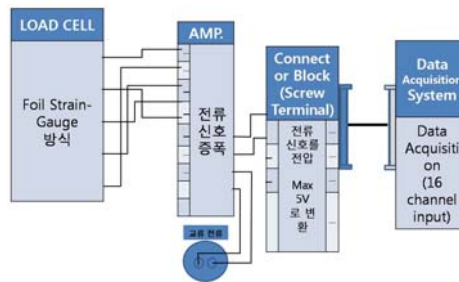 LOAD CELL
Foil Strain-
Gauge
방식
AMP.
전류
신호
증폭
교류 전류
Connect
or Block
(Screw
Terminal)
전류
신호를
전압
Max
5V
로 변
환
Data
Acquisition
System
Data
Acquisiti
on (16
channel
input)